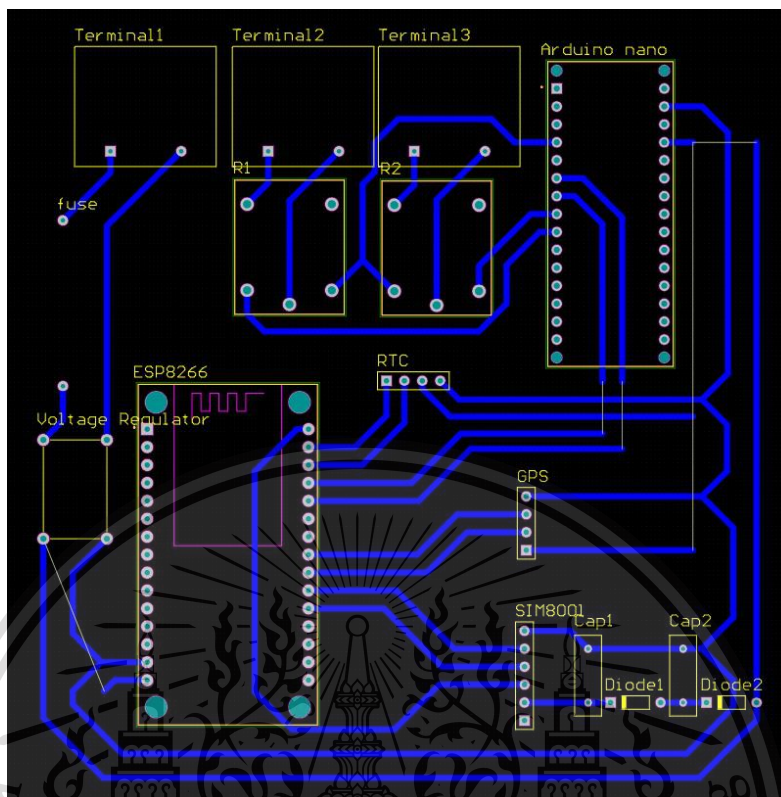 Terminal1
Terminal2
Terminal3
Arduino nano
R1
R2
fuse
ESP8266
RTC
Voltage Regulator
GPS
SIM800l
Cap1
Cap2
Diode1
Diode2